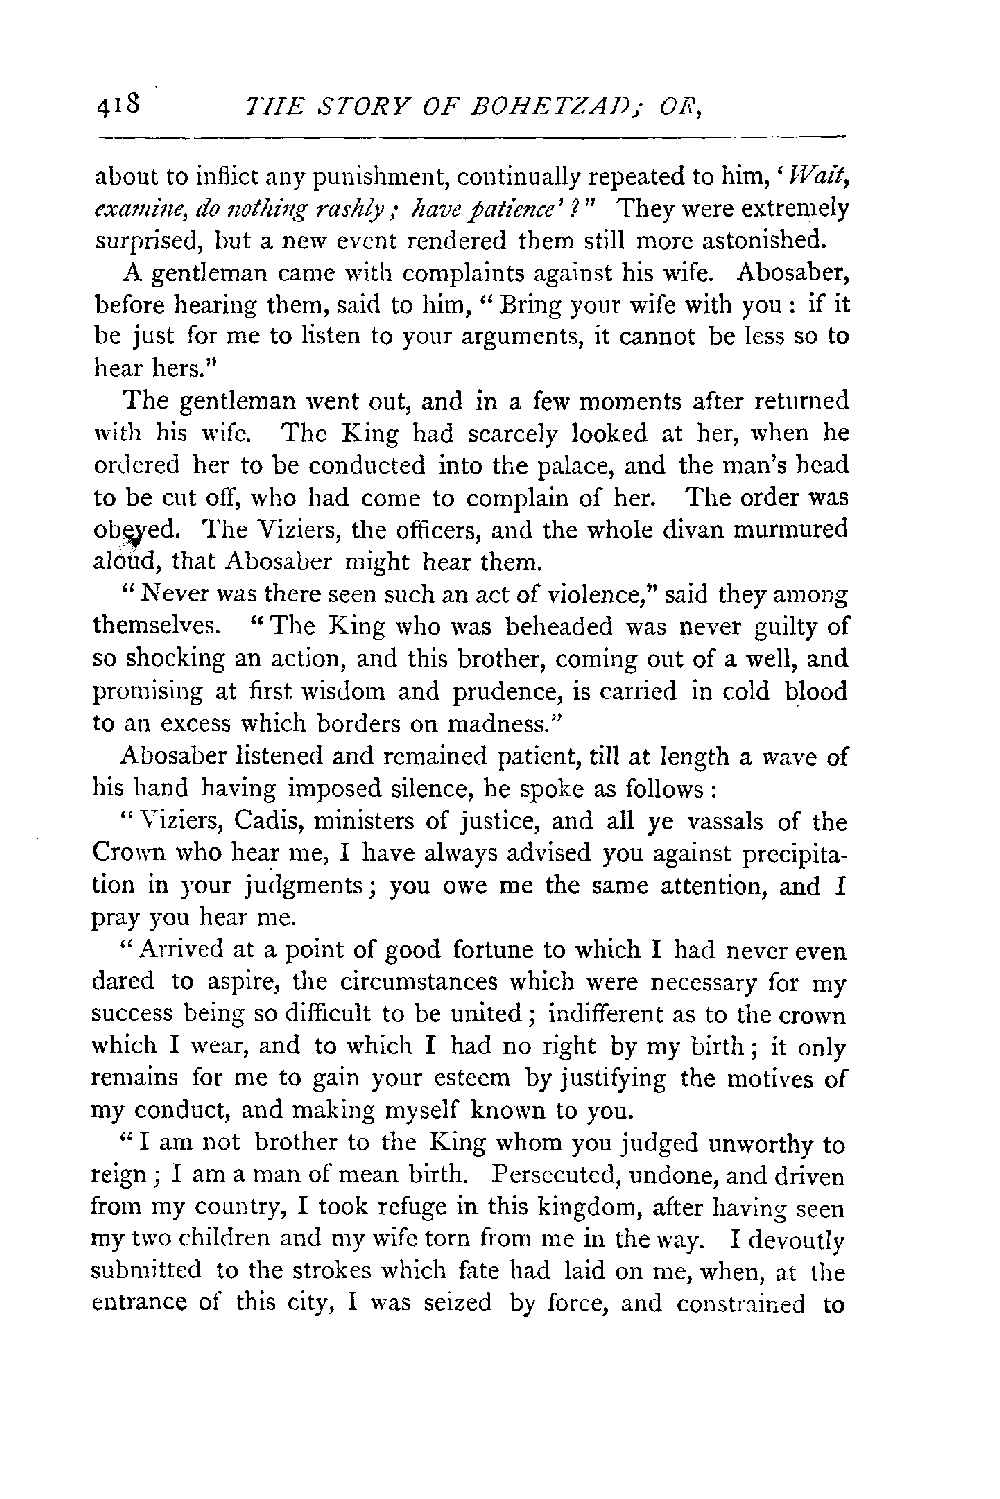 418 THE STORY OF BOHETZAD; OR,
about to inflict any punishment, continually repeated to him, ‘ Wait,
examine, do nothing rashly ; have patience’ ?” They were extremely
surprised, but a new event rendered them still more astonished.
A gentleman came with complaints against his wife. Abosaber,
before hearing them, said to him, “ Bring your wife with you : if it
be just for me to listen to your arguments, it cannot be less so to
hear hers.”
The gentleman went out, and in a few moments after returned
with his wife. The King had scarcely looked at her, when he
ordered her to be conducted into the palace, and the man’s head
to be cut off, who had come to complain of her. The order was
obeyed. The Viziers, the officers, and the whole divan murmured
aloud, that Abosaber might hear them.
“ Never was there seen such an act of violence,” said they among
themselves. “ The King who was beheaded was never guilty of
so shocking an action, and this brother, coming out of a well, and
promising at first wisdom and prudence, is carried in cold blood
to an excess which borders on madness.”
Abosaber listened and remained patient, till at length a wave of
his hand having imposed silence, he spoke as follows :
“ Viziers, Cadis, ministers of justice, and all ye vassals of the
Crown who hear me, I have always advised you against precipita-
tion in your judgments ; you owe me the same attention, and I
pray you hear me.
“ Arrived at a point of good fortune to which I had never even
dared to aspire, the circumstances which were necessary for my
success being so difficult to be united ; indifferent as to the crown
which I wear, and to which I had no right by my birth ; it only
remains for me to gain your esteem by justifying the motives of
my conduct, and making myself known to you.
“ I am not brother to the King whom you judged unworthy to
reign ; I am a man of mean birth. Persecuted, undone, and driven
from my country, I took refuge in this kingdom, after having seen
my two children and my wife torn from me in the way. I devoutly
submitted to the strokes which fate had laid on me, when, at the
entrance of this city, I was seized by force, and constrained to